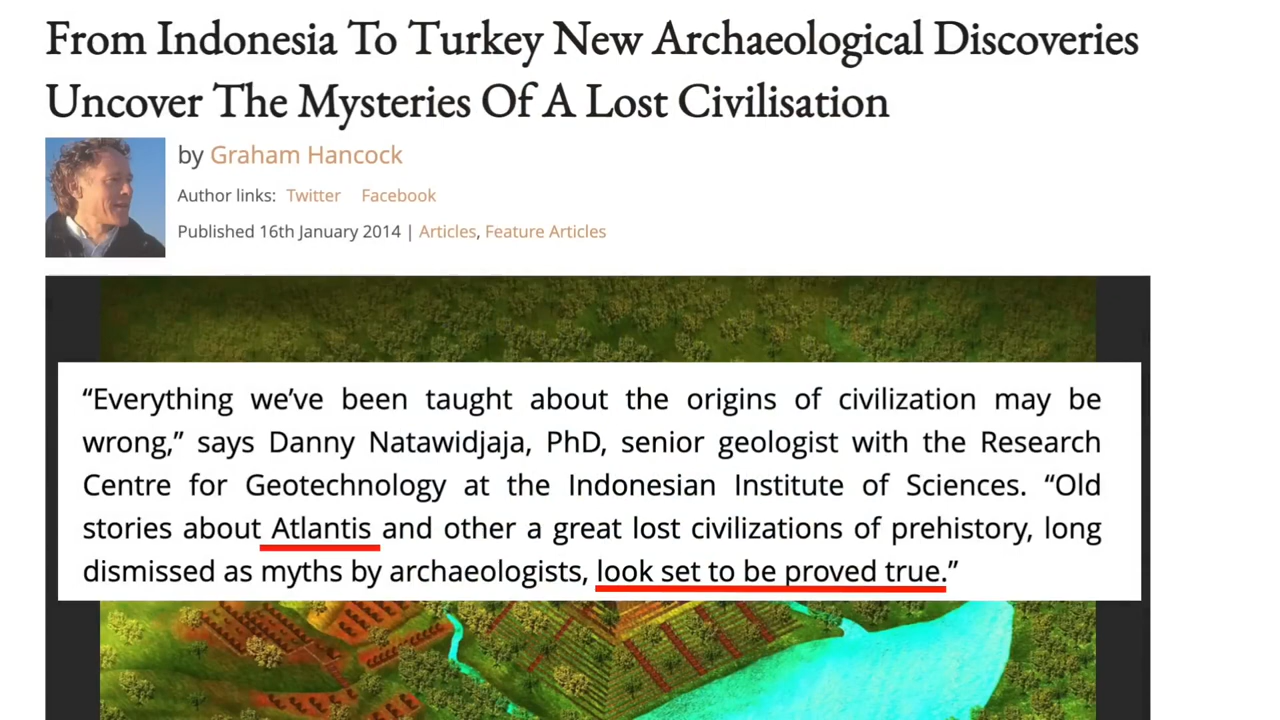 From Indonesia To Turkey New Archaeological Discoveries
Uncover The Mysteries Of A Lost Civilisation
by Graham Hancock
Author links: Twitter Facebook
Published 16th January 2014 | Articles, Feature Articles
“Everything we’ve been taught about the origins of civilization may be
wrong,” says Danny Natawidjaja, PhD, senior geologist with the Research
Centre for Geotechnology at the Indonesian Institute of Sciences. “Old
stories about Atlantis and other a great lost civilizations of prehistory, long
dismissed as myths by archaeologists, look set to be proved true.”